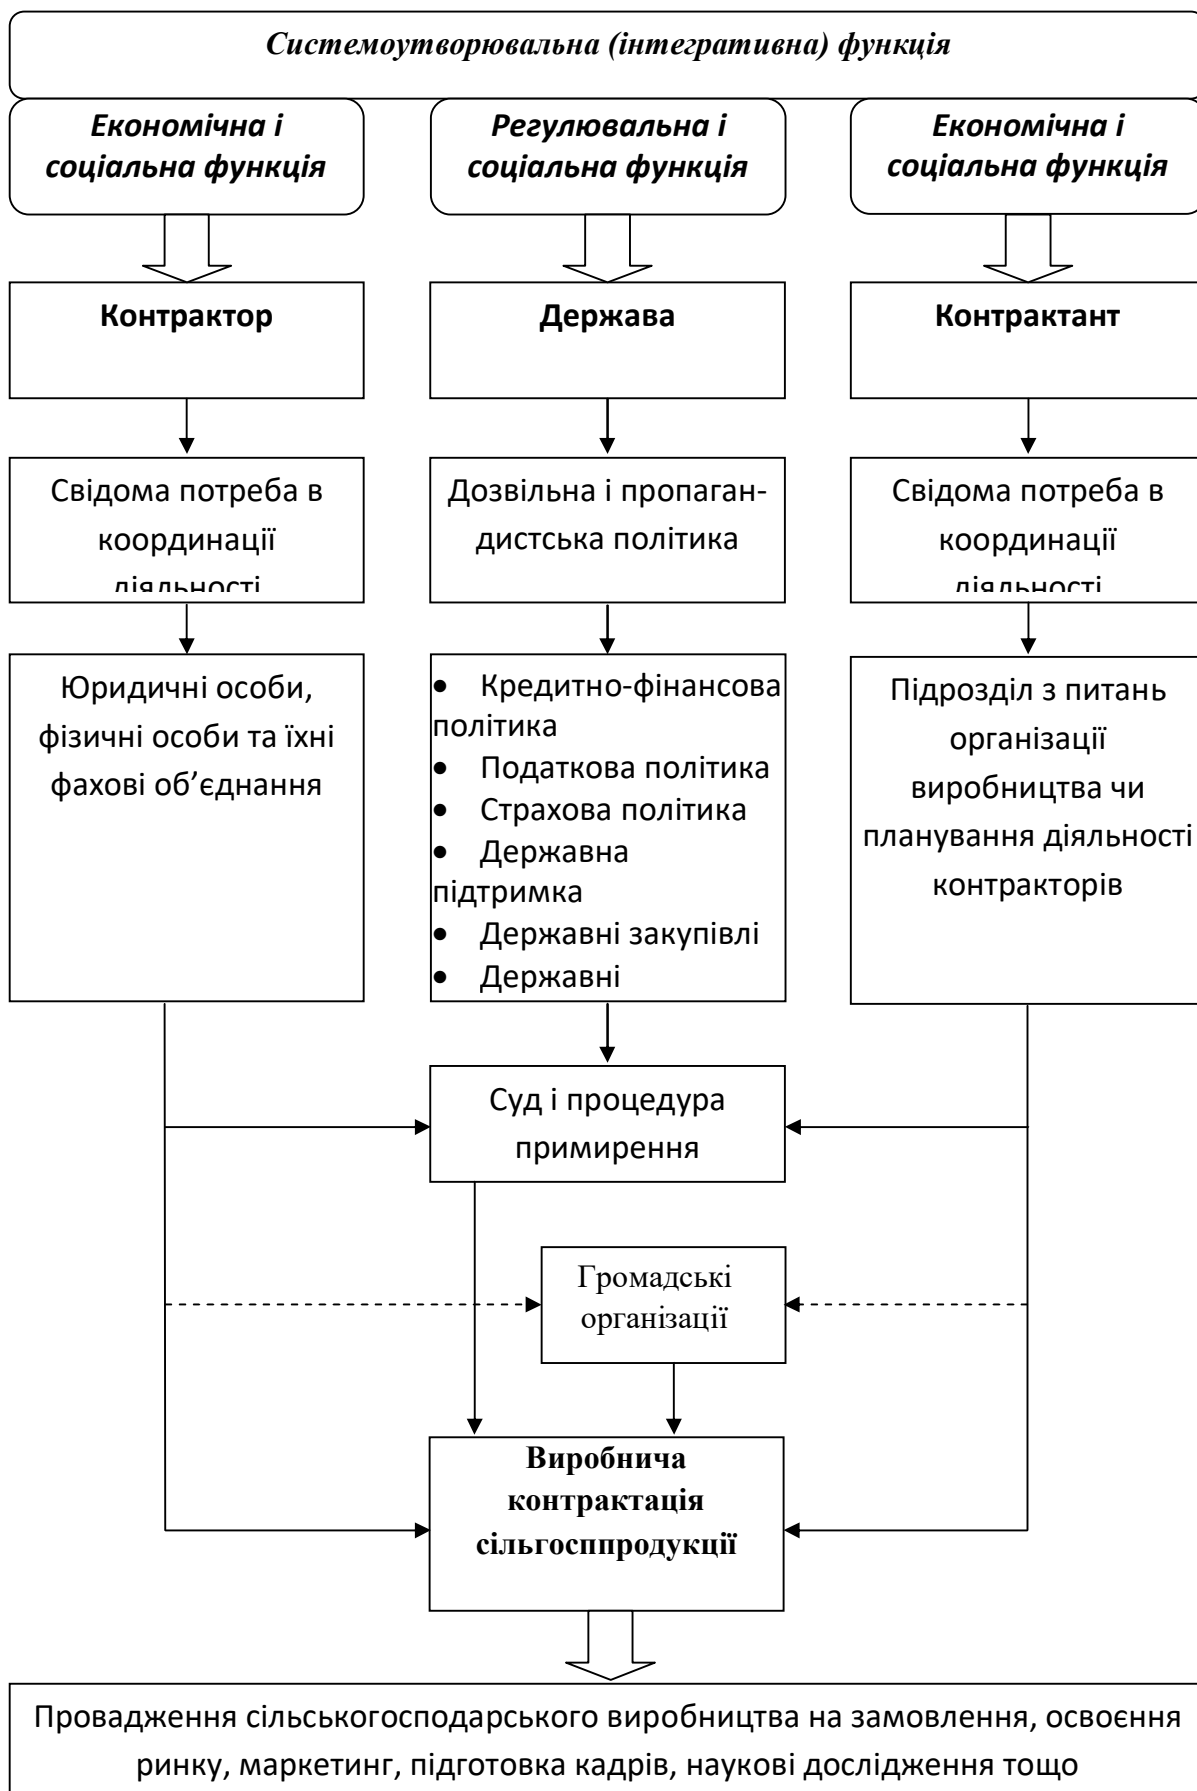 Системоутворювальна (інтегративна) функція
Економічна і
соціальна функція
Регулювальна і
соціальна функція
Економічна і
соціальна функція
Контрактор
Держава
Контрактант
Свідома потреба в
координації
діяльності
Дозвільна і пропаган-
дистська політика
Свідома потреба в
координації
діяльності
Юридичні особи,
фізичні особи та їхні
фахові об’єднання
• Кредитно-фінансова
політика
• Податкова політика
• Страхова політика
• Державна
підтримка
• Державні закупівлі
• Державні
Підрозділ з питань
організації
виробництва чи
планування діяльності
контракторів
Суд і процедура
примирення
Громадські
організації
Виробнича
контрактація
сільгосппродукції
Провадження сільськогосподарського виробництва на замовлення, освоєння
ринку, маркетинг, підготовка кадрів, наукові дослідження тощо